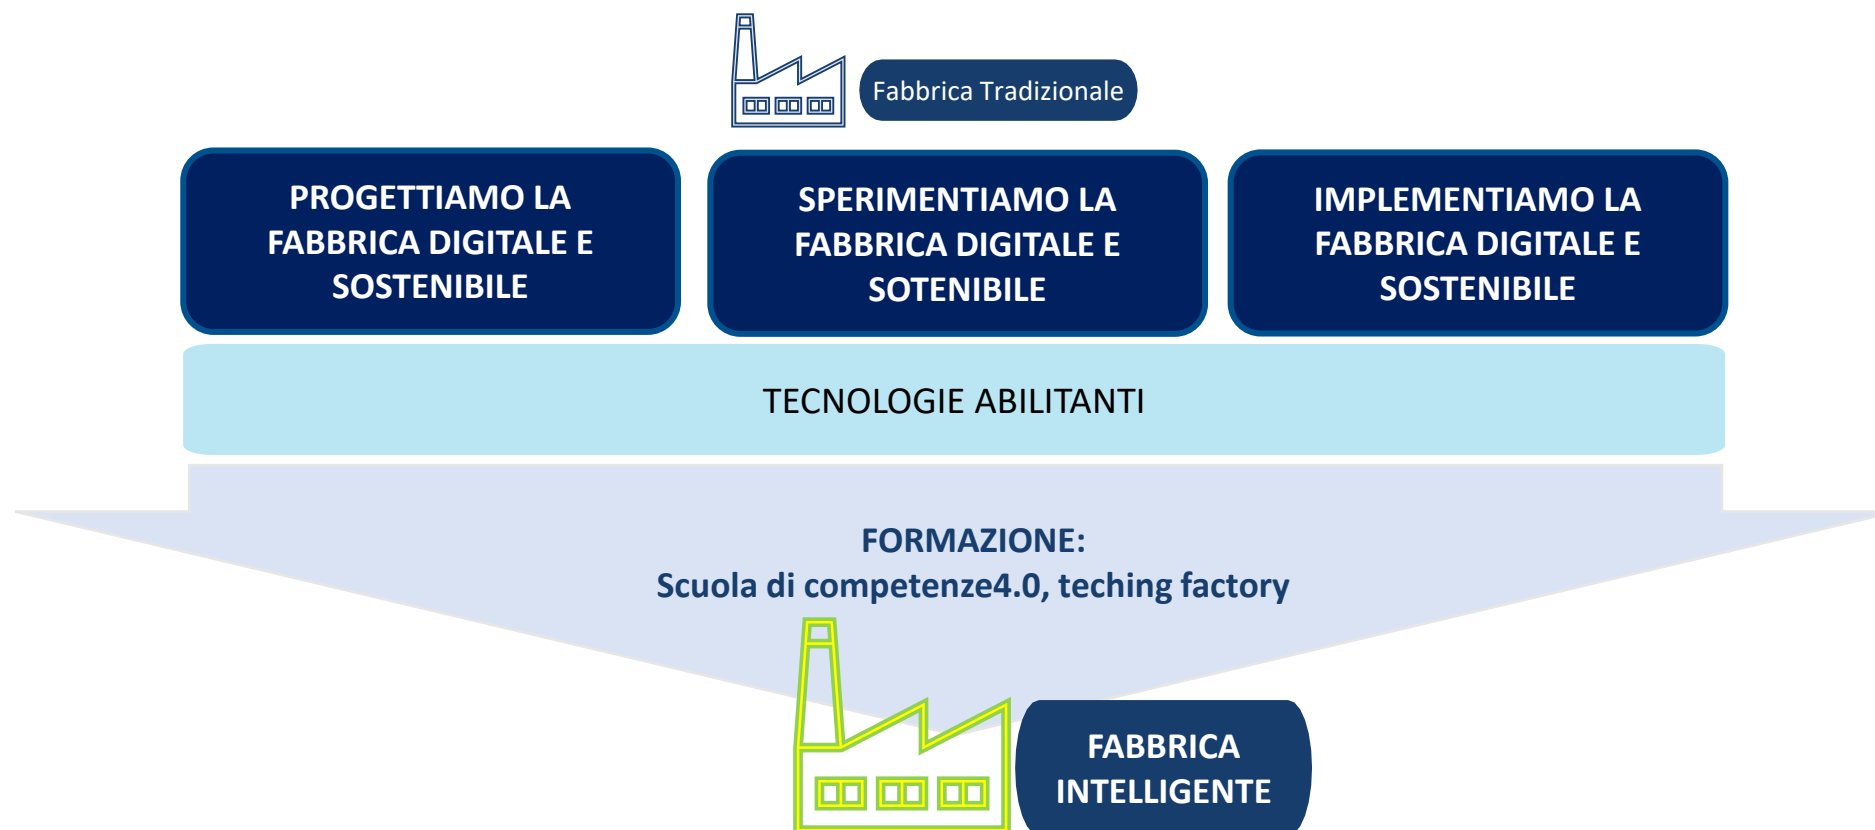 Fabbrica Tradizionale
PROGETTIAMO LA
FABBRICA DIGITALE E
SOSTENIBILE
SPERIMENTIAMO LA
FABBRICA DIGITALE E
SOTENIBILE
IMPLEMENTIAMO LA
FABBRICA DIGITALE E
SOSTENIBILE
TECNOLOGIE ABILITANTI
FORMAZIONE:
Scuola di competenze4.0, teching factory
FABBRICA
INTELLIGENTE